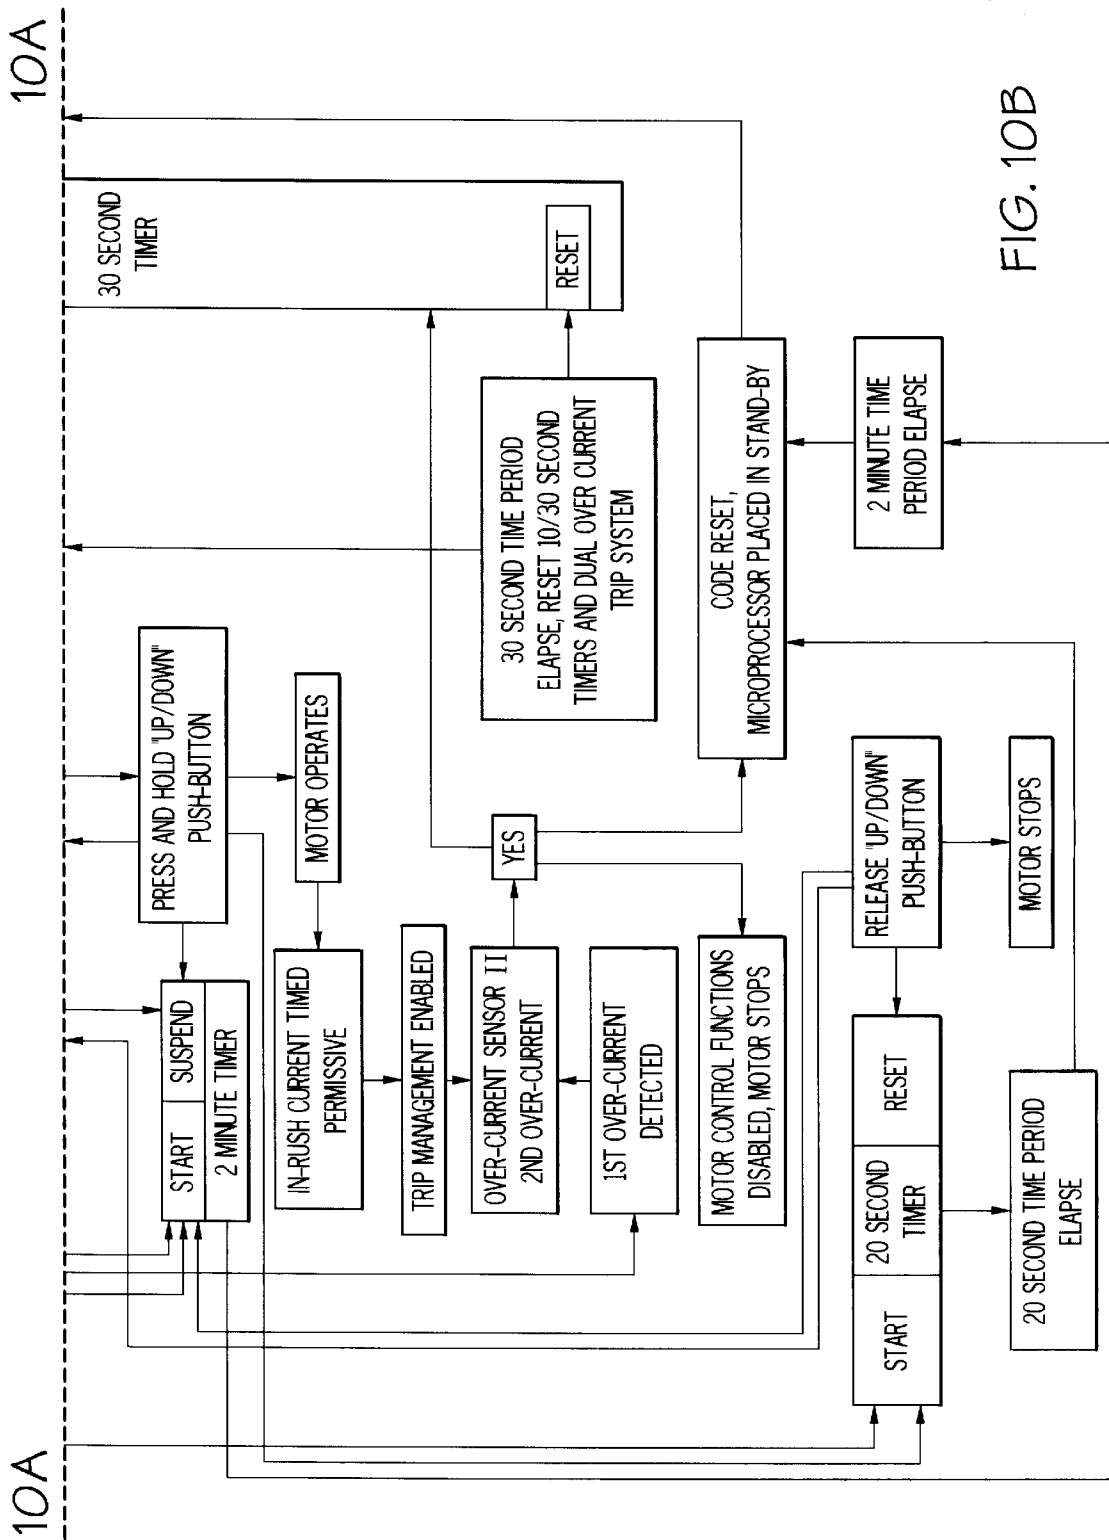 10A
10A
PRESS AND HOLD "UP/DOWN"
PUSH-BUTTON
START
SUSPEND
2 MINUTE TIMER
MOTOR OPERATES
IN-RUSH CURRENT TIMED
PERMISSIVE
TRIP MANAGEMENT ENABLED
OVER-CURRENT SENSOR II
2ND OVER-CURRENT
YES
1ST OVER-CURRENT
DETECTED
MOTOR CONTROL FUNCTIONS
DISABLED, MOTOR STOPS
30 SECOND
TIMER
RESET
30 SECOND TIME PERIOD
ELAPSE, RESET 10/30 SECOND
TIMERS AND DUAL OVER CURRENT
TRIP SYSTEM
CODE RESET,
MICROPROCESSOR PLACED IN STAND-BY
2 MINUTE TIME
PERIOD ELAPSE
RELEASE "UP/DOWN"
PUSH-BUTTON
MOTOR STOPS
START
20 SECOND
TIMER
RESET
20 SECOND TIME PERIOD
ELAPSE
FIG. 10B